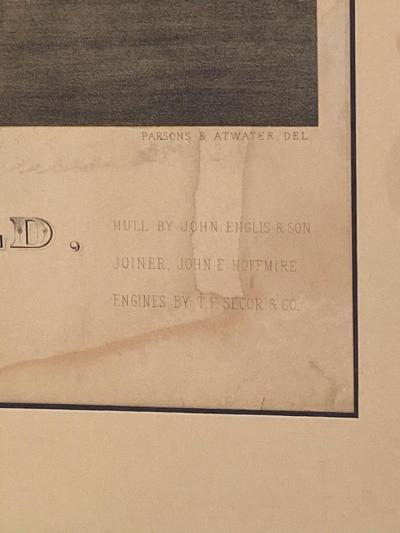 PARSONS & ATWATER, DEL
D,
HULL BY JOHN ENGLIS & SON
JOINER, JOHN E HOFFMIRE
ENGINES BY T. F. SECOR & CO.